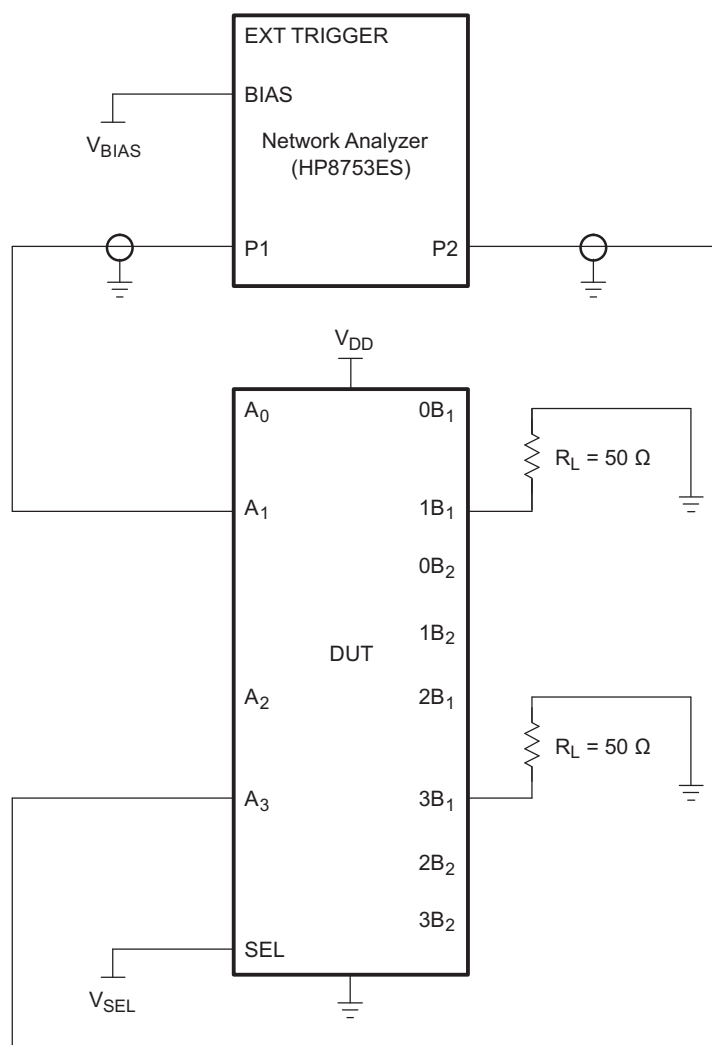 EXT TRIGGER
BIAS
V_BIAS
Network Analyzer
(HP8753ES)
P1 P2
V_DD
A_0 0B_1
R_L = 50 Ω
A_1 1B_1
0B_2
1B_2
DUT
A_2 2B_1
R_L = 50 Ω
A_3 3B_1
2B_2
3B_2
SEL
V_SEL